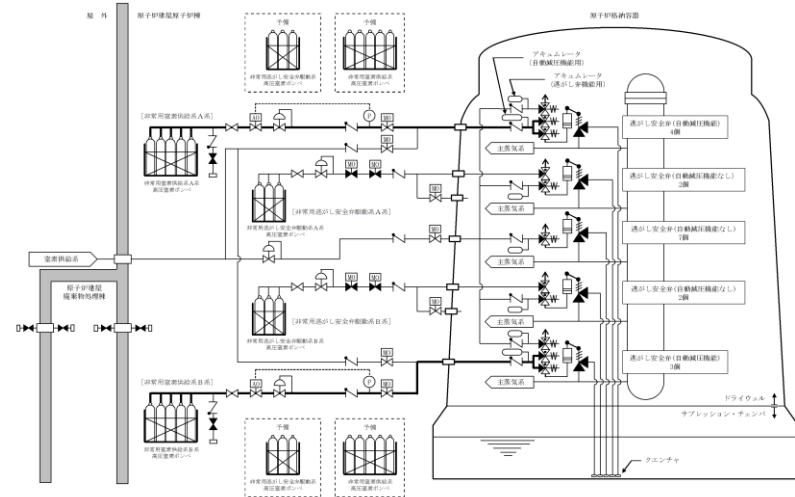 屋 外
原子炉建屋原子炉棟
予備
非常用逃がし安全弁駆動系
高圧窒素ボンベ
予備
非常用窒素供給系
高圧窒素ボンベ
原子炉格納容器
アキュムレータ
(自動減圧機能用)
アキュムレータ
(逃がし弁機能用)
[非常用窒素供給系A系]
AO
P
MO
MO
非常用窒素供給系A系
高圧窒素ボンベ
主蒸気系
逃がし安全弁(自動減圧機能)
4個
MO
MO
MO
非常用逃がし安全弁駆動系A系
高圧窒素ボンベ
[非常用逃がし安全弁駆動系A系]
主蒸気系
逃がし安全弁(自動減圧機能なし)
2個
窒素供給系
MO
主蒸気系
逃がし安全弁(自動減圧機能なし)
7個
原子炉建屋
廃棄物処理棟
MO
MO
MO
非常用逃がし安全弁駆動系B系
高圧窒素ボンベ
[非常用逃がし安全弁駆動系B系]
主蒸気系
逃がし安全弁(自動減圧機能なし)
2個
MO
[非常用窒素供給系B系]
AO
P
MO
非常用窒素供給系B系
高圧窒素ボンベ
主蒸気系
逃がし安全弁(自動減圧機能)
3個
ドライウェル
サプレッション・チェンバ
予備
非常用逃がし安全弁駆動系
高圧窒素ボンベ
予備
非常用窒素供給系
高圧窒素ボンベ
クエンチャ